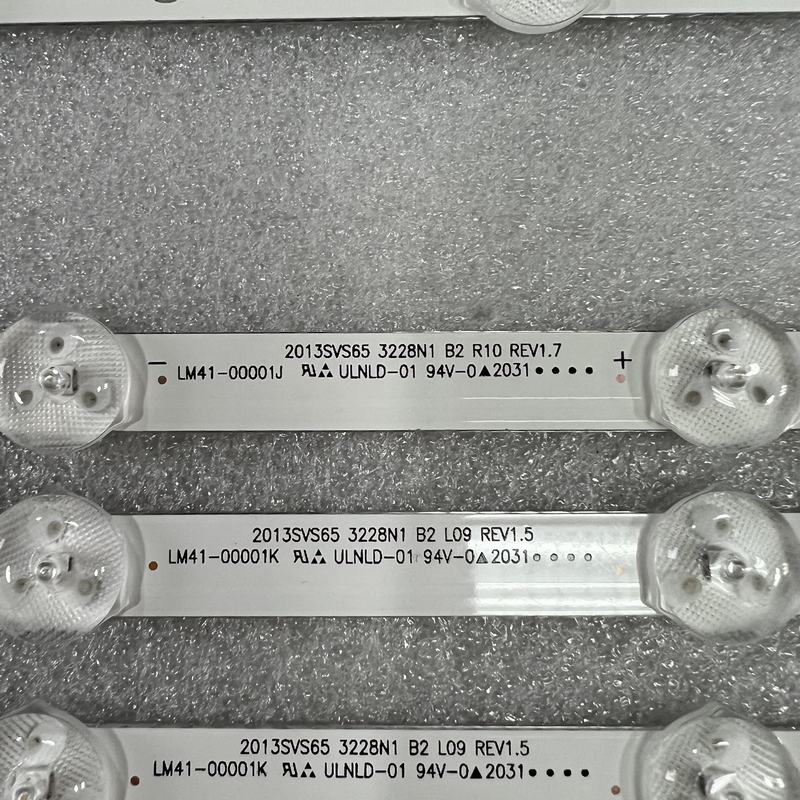 2013SVS65 3228N1 B2 R10 REV1.7
− LM41-00001J ULNLD-01 94V-0▲2031●●●● +
2013SVS65 3228N1 B2 L09 REV1.5
LM41-00001K ULNLD-01 94V-0▲2031●●●●
2013SVS65 3228N1 B2 L09 REV1.5
LM41-00001K ULNLD-01 94V-0▲2031●●●●